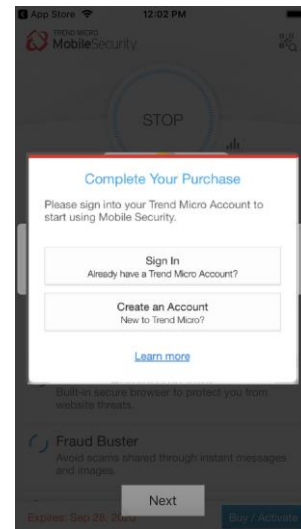 App Store 12:02 PM
TREND MICRO
MobileSecurity
STOP
Complete Your Purchase
Please sign into your Trend Micro Account to
start using Mobile Security.
Sign In
Already have a Trend Micro Account?
Create an Account
New to Trend Micro?
Learn more
Built-in secure browser to protect you from
website threats.
Fraud Buster
Avoid scams shared through instant messages
and images.
Next
Expires: Sep 28, 2020
Buy / Activate